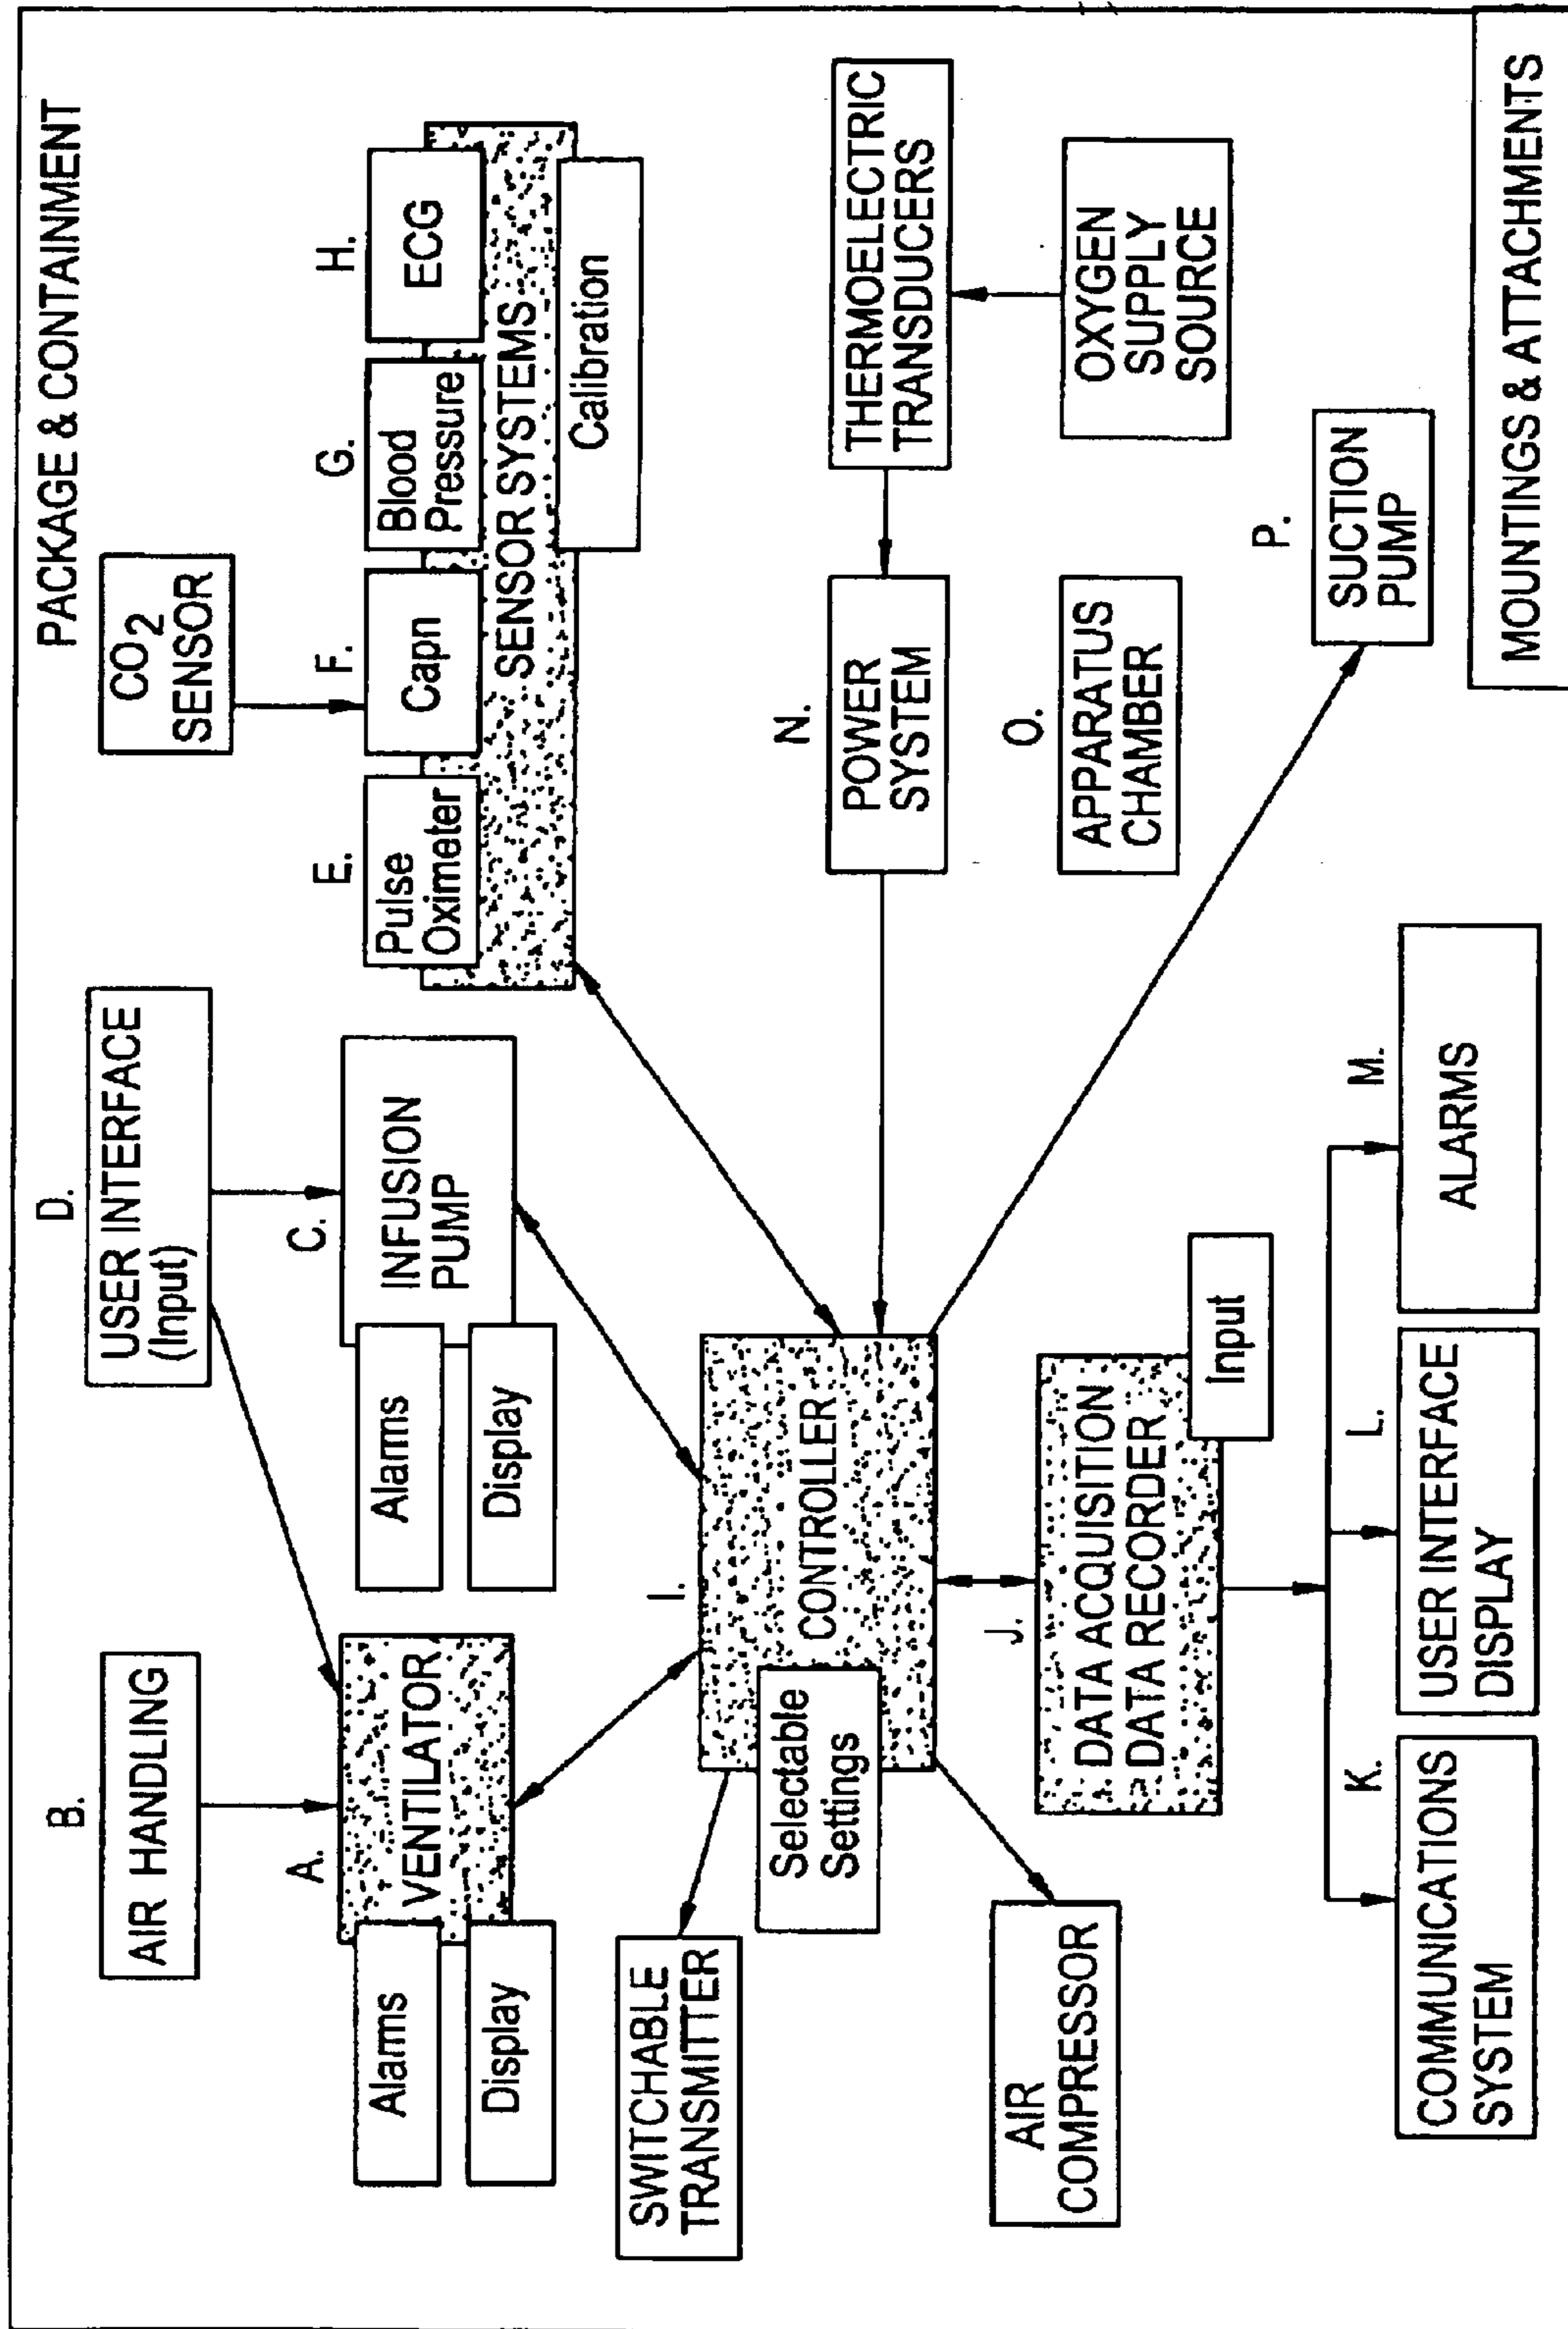 PACKAGE & CONTAINMENT
B.
AIR HANDLING
A.
VENTILATOR
Alarms
Display
D.
USER INTERFACE
(Input)
C.
INFUSION
PUMP
Alarms
Display
CO2
SENSOR
E.
Pulse
Oximeter
F.
Capn
G.
Blood
Pressure
H.
ECG
SENSOR SYSTEMS
Calibration
SWITCHABLE
TRANSMITTER
I.
CONTROLLER
Selectable
Settings
N.
POWER
SYSTEM
THERMOELECTRIC
TRANSDUCERS
AIR
COMPRESSOR
J.
DATA ACQUISITION
DATA RECORDER
Input
O.
APPARATUS
CHAMBER
OXYGEN
SUPPLY
SOURCE
P.
SUCTION
PUMP
K.
COMMUNICATIONS
SYSTEM
L.
USER INTERFACE
DISPLAY
M.
ALARMS
MOUNTINGS & ATTACHMENTS